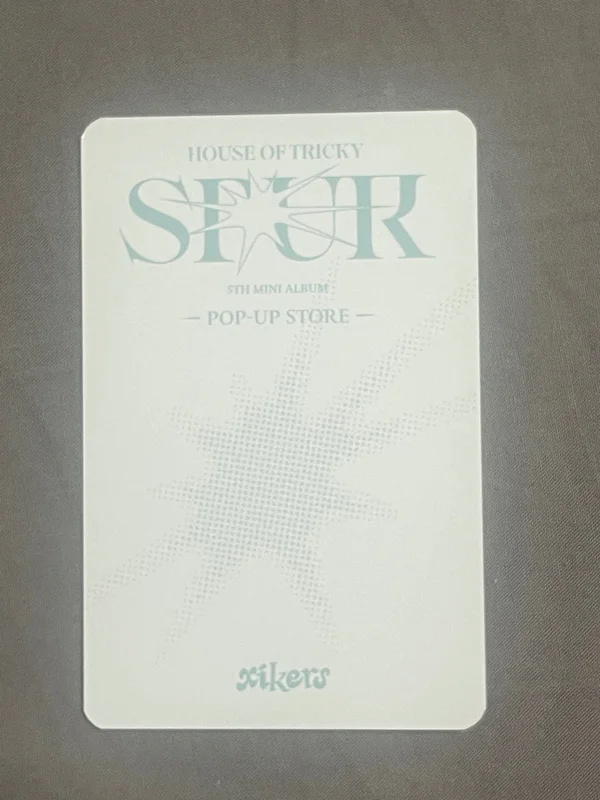 HOUSE OF TRICKY
SPUR
5TH MINI ALBUM
POP-UP STORE
xikers